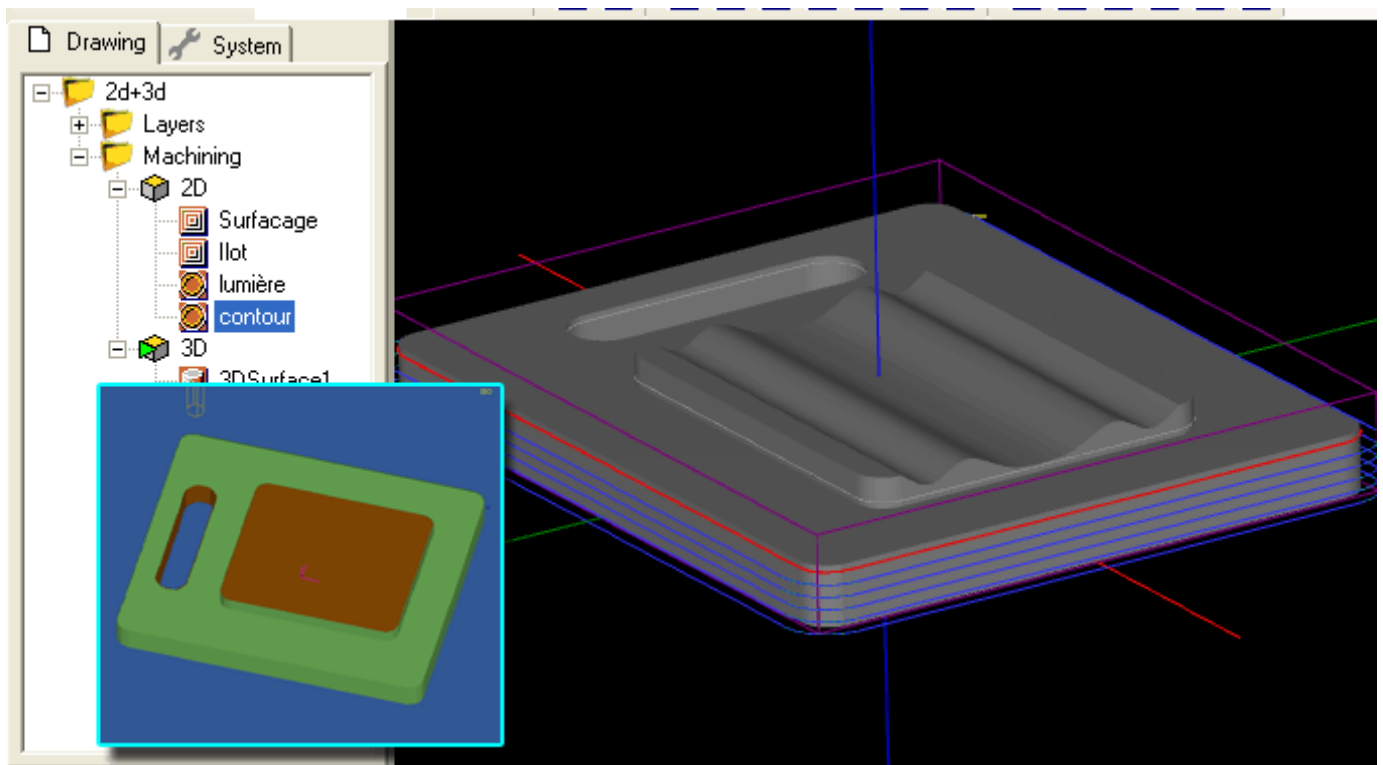 Drawing
System
2d+3d
Layers
Machining
2D
Surfacage
Ilot
lumière
contour
3D
3DSurface1